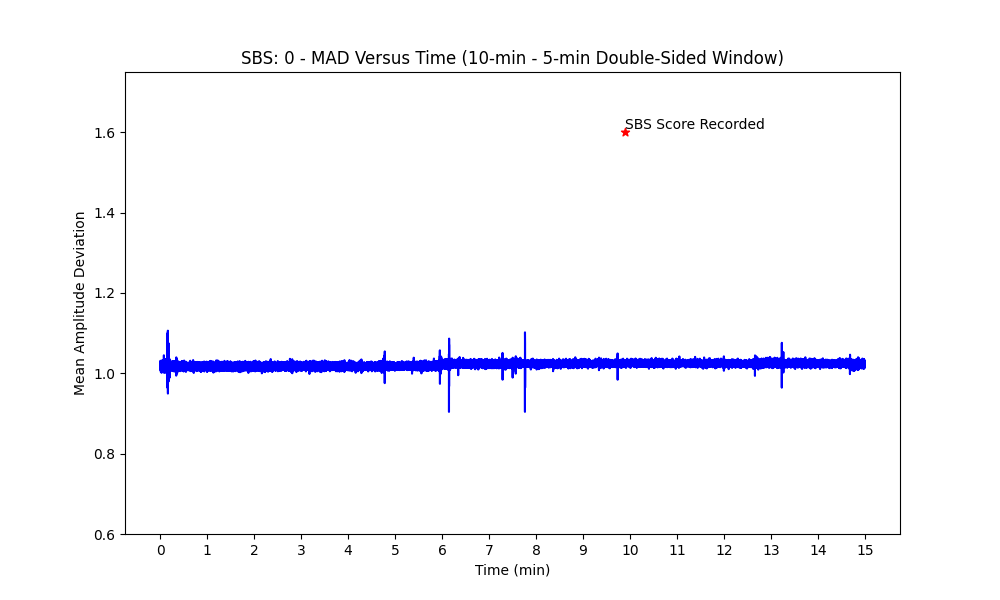 SBS: 0 - MAD Versus Time (10-min - 5-min Double-Sided Window)
SBS Score Recorded
Mean Amplitude Deviation
1.6
1.4
1.2
1.0
0.8
0.6
0 1 2 3 4 5 6 7 8 9 10 11 12 13 14 15
Time (min)